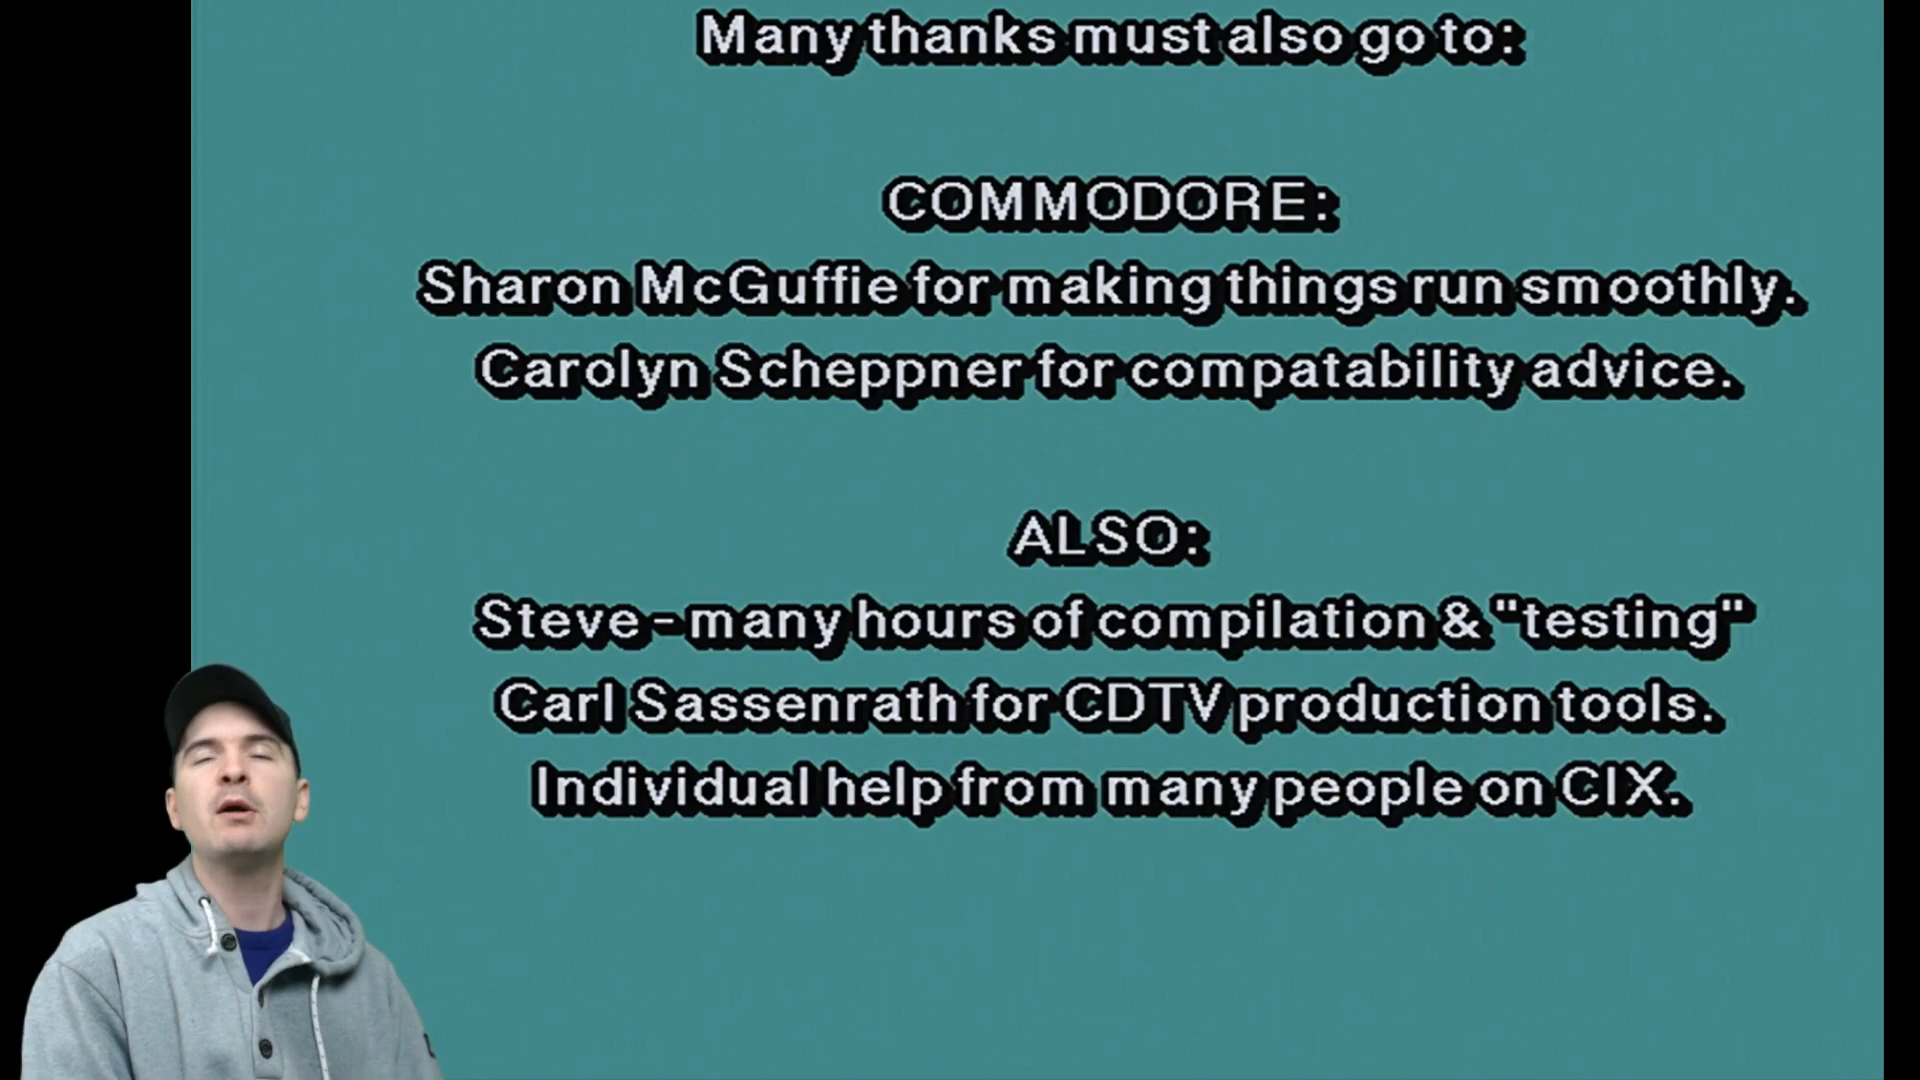 Many thanks must also go to:
COMMODORE:
Sharon McGuffie for making things run smoothly.
Carolyn Scheppner for compatability advice.
ALSO:
Steve - many hours of compilation & "testing"
Carl Sassenrath for CDTV production tools.
Individual help from many people on CIX.